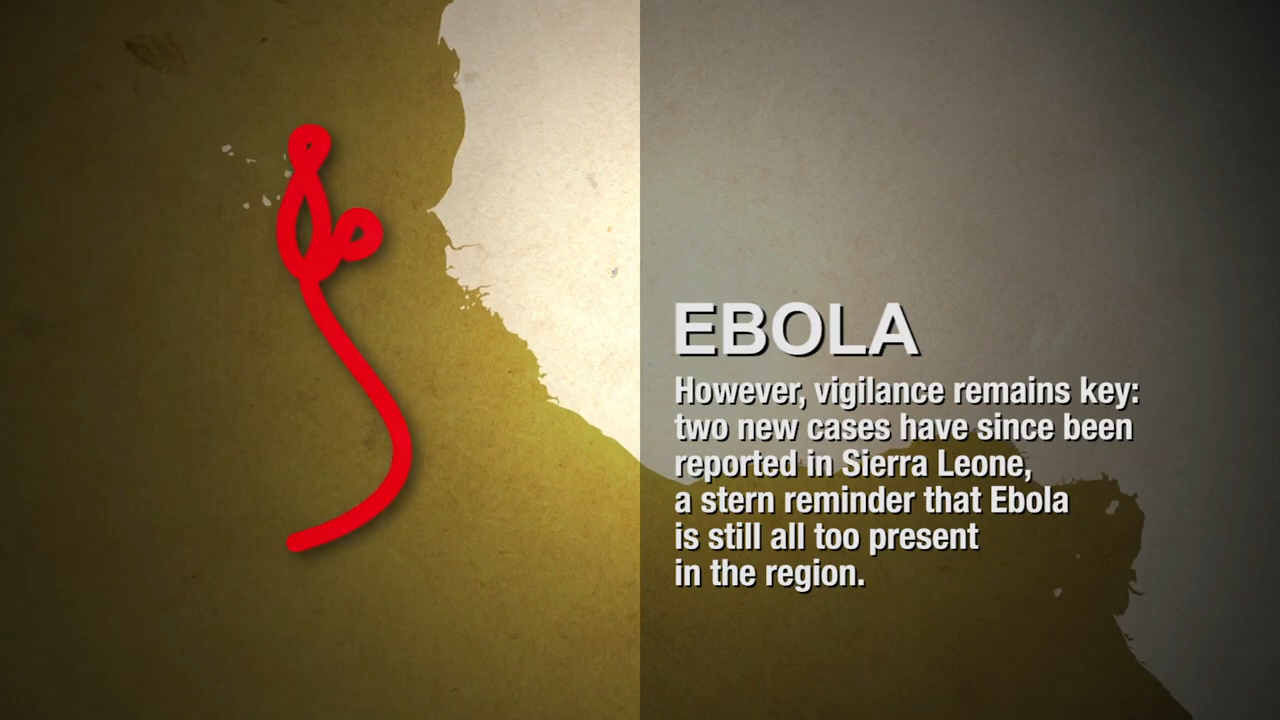 EBOLA
However, vigilance remains key:
two new cases have since been
reported in Sierra Leone,
a stern reminder that Ebola
is still all too present
in the region.